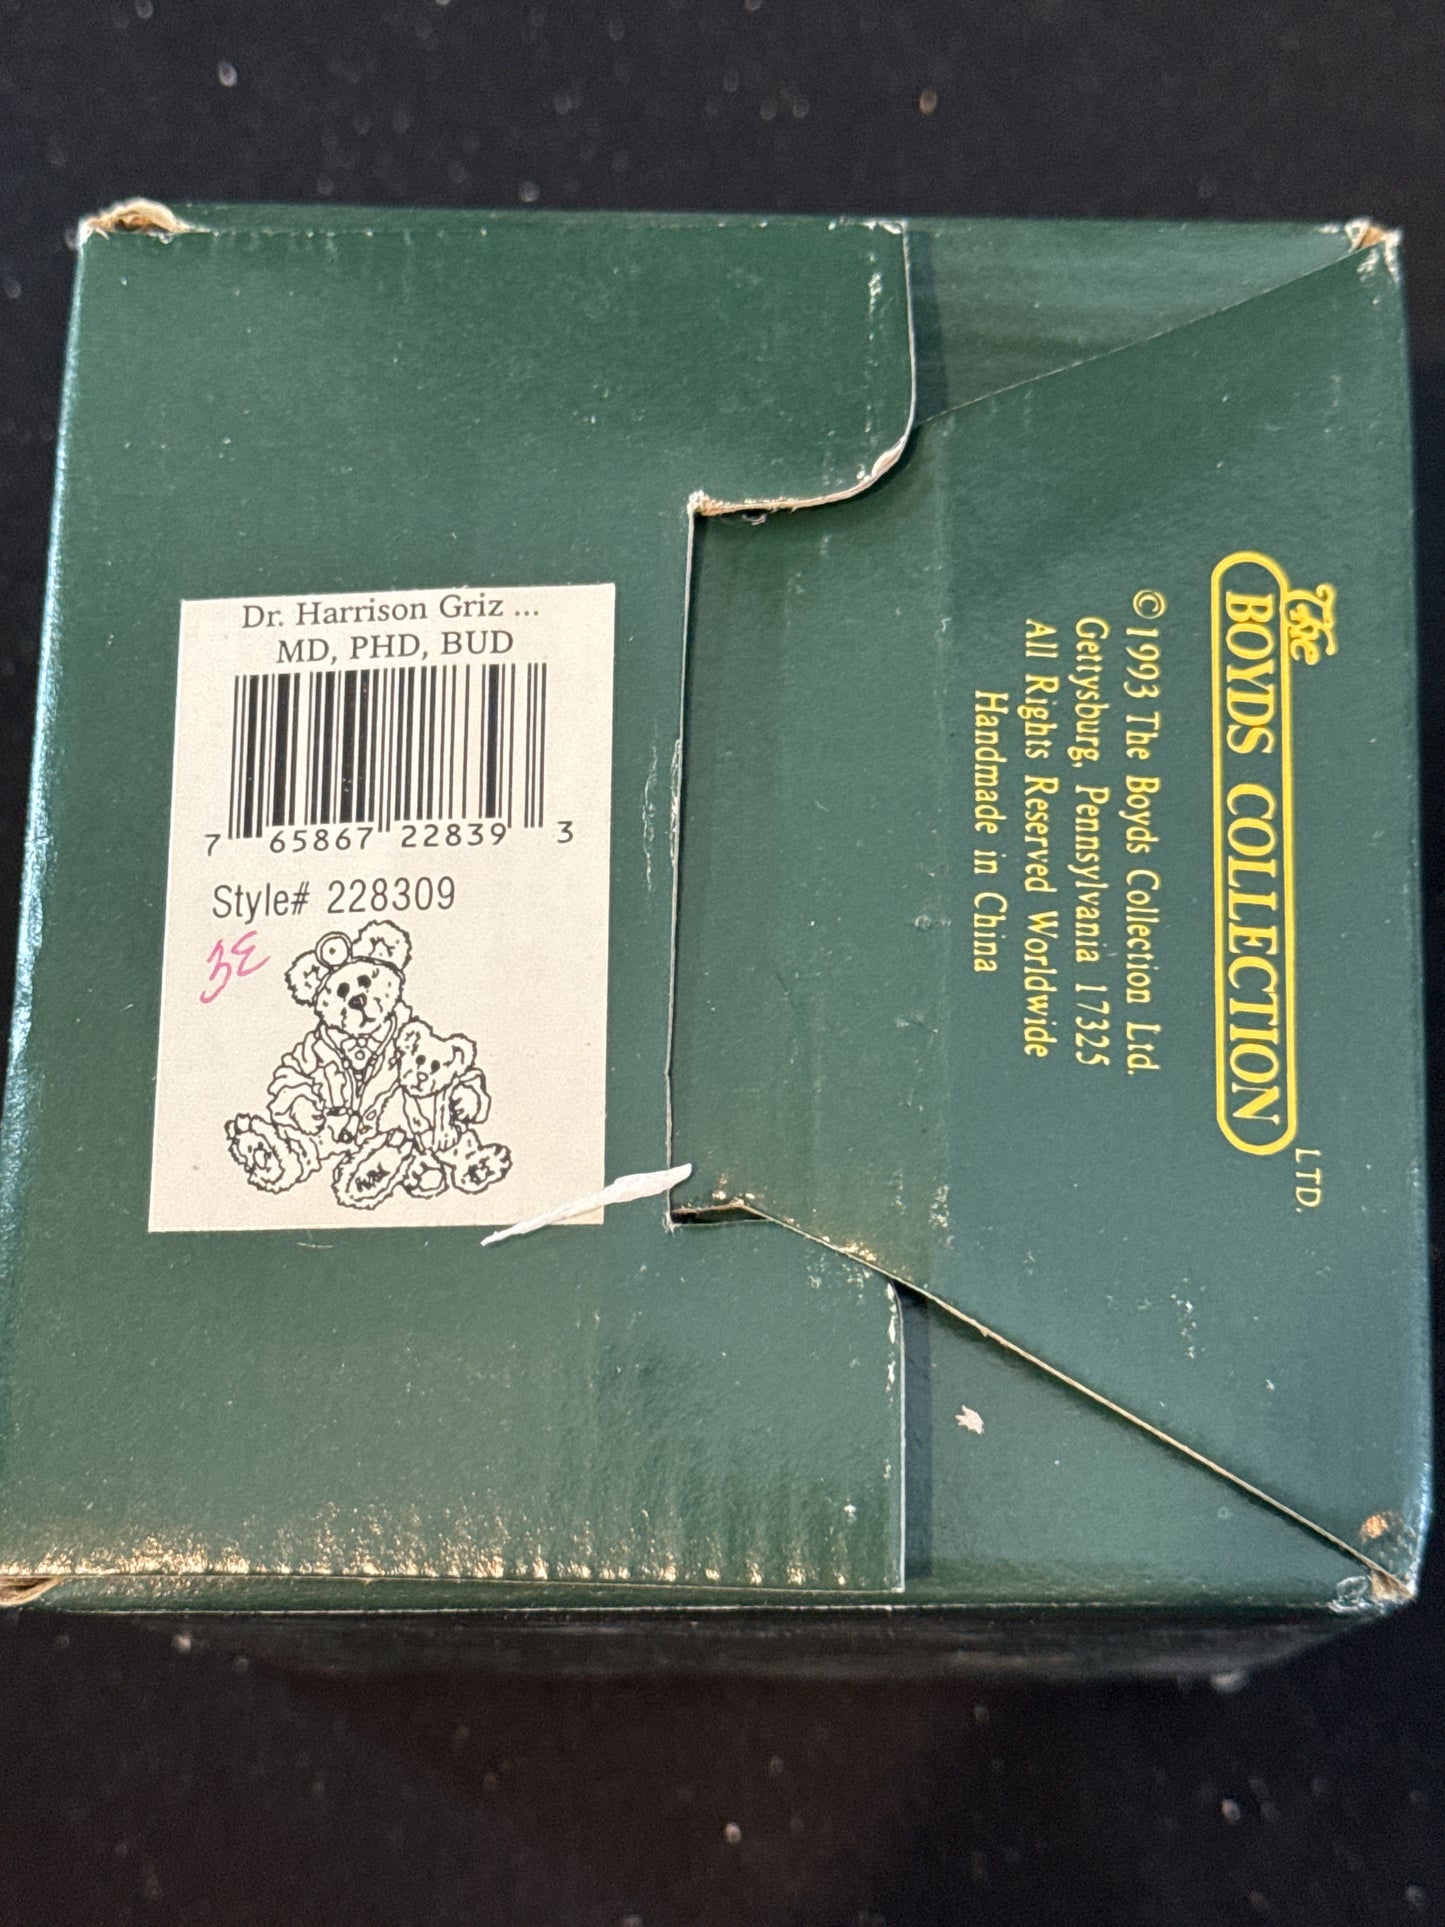 Dr. Harrison Griz ...
MD, PHD, BUD
7 65867 22839 3
Style# 228309
3E
The
BOYDS COLLECTION
LTD.
©1993 The Boyds Collection Ltd.
Gettysburg, Pennsylvania 17325
All Rights Reserved Worldwide
Handmade in China